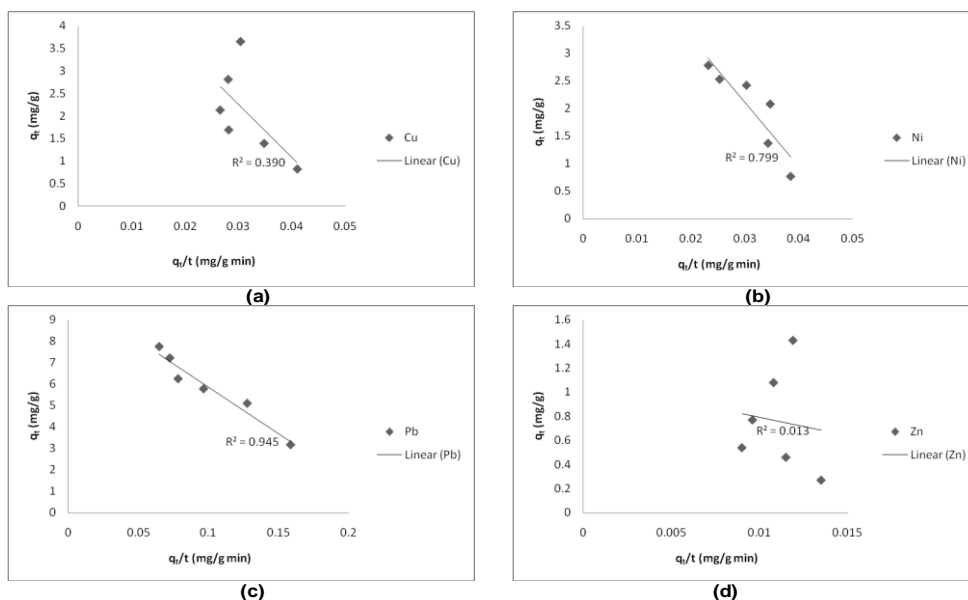 4
3.5
3
2.5
2
1.5
1
0.5
0
qₜ (mg/g)
R² = 0.390
Cu
Linear (Cu)
0 0.01 0.02 0.03 0.04 0.05
qₜ/t (mg/g min)
(a)
3.5
3
2.5
2
1.5
1
0.5
0
qₜ (mg/g)
R² = 0.799
Ni
Linear (Ni)
0 0.01 0.02 0.03 0.04 0.05
qₜ/t (mg/g min)
(b)
9
8
7
6
5
4
3
2
1
0
qₜ (mg/g)
R² = 0.945
Pb
Linear (Pb)
0 0.05 0.1 0.15 0.2
qₜ/t (mg/g min)
(c)
1.6
1.4
1.2
1
0.8
0.6
0.4
0.2
0
qₜ (mg/g)
R² = 0.013
Zn
Linear (Zn)
0 0.005 0.01 0.015
qₜ/t (mg/g min)
(d)